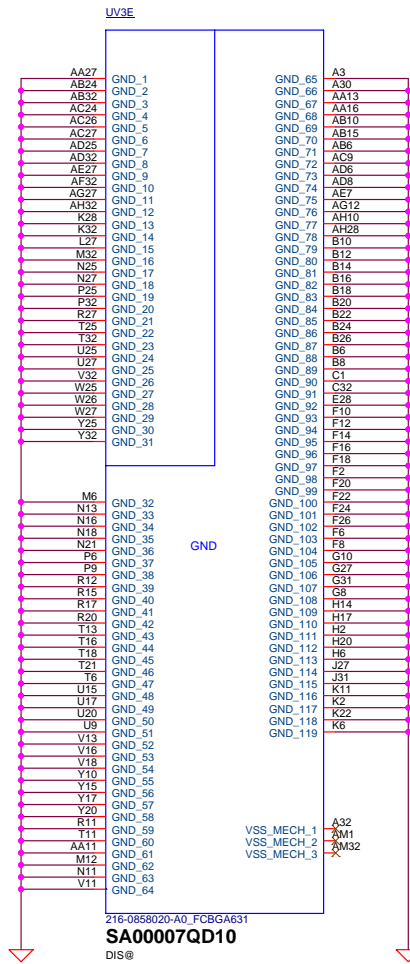 UV3E
AA27 GND_1
AB24 GND_2
AB32 GND_3
AC24 GND_4
AC26 GND_5
AC27 GND_6
AD25 GND_7
AD32 GND_8
AE27 GND_9
AF32 GND_10
AG27 GND_11
AH32 GND_12
K28 GND_13
K32 GND_14
L27 GND_15
M32 GND_16
N25 GND_17
N27 GND_18
P25 GND_19
P32 GND_20
R27 GND_21
T25 GND_22
T32 GND_23
U25 GND_24
U27 GND_25
V32 GND_26
W25 GND_27
W26 GND_28
W27 GND_29
Y25 GND_30
Y32 GND_31
M6 GND_32
N13 GND_33
N16 GND_34
N18 GND_35
N21 GND_36
P6 GND_37
P9 GND_38
R12 GND_39
R15 GND_40
R17 GND_41
R20 GND_42
T13 GND_43
T16 GND_44
T18 GND_45
T21 GND_46
T6 GND_47
U15 GND_48
U17 GND_49
U20 GND_50
U9 GND_51
V13 GND_52
V16 GND_53
V18 GND_54
Y10 GND_55
Y15 GND_56
Y17 GND_57
Y20 GND_58
R11 GND_59
T11 GND_60
AA11 GND_61
M12 GND_62
N11 GND_63
V11 GND_64
GND
GND_65 A3
GND_66 A30
GND_67 AA13
GND_68 AA16
GND_69 AB10
GND_70 AB15
GND_71 AB6
GND_72 AC9
GND_73 AD6
GND_74 AD8
GND_75 AE7
GND_76 AG12
GND_77 AH10
GND_78 AH28
GND_79 B10
GND_80 B12
GND_81 B14
GND_82 B16
GND_83 B18
GND_84 B20
GND_85 B22
GND_86 B24
GND_87 B26
GND_88 B6
GND_89 B8
GND_90 C1
GND_91 C32
GND_92 E28
GND_93 F10
GND_94 F12
GND_95 F14
GND_96 F16
GND_97 F18
GND_98 F2
GND_99 F20
GND_100 F22
GND_101 F24
GND_102 F26
GND_103 F6
GND_104 F8
GND_105 G10
GND_106 G27
GND_107 G31
GND_108 G8
GND_109 H14
GND_110 H17
GND_111 H2
GND_112 H20
GND_113 H6
GND_114 J27
GND_115 J31
GND_116 K11
GND_117 K2
GND_118 K22
GND_119 K6
VSS_MECH_1 A32
VSS_MECH_2 AM1
VSS_MECH_3 AM32
216-0858020-A0_FCBGA631
SA00007QD10
DIS@